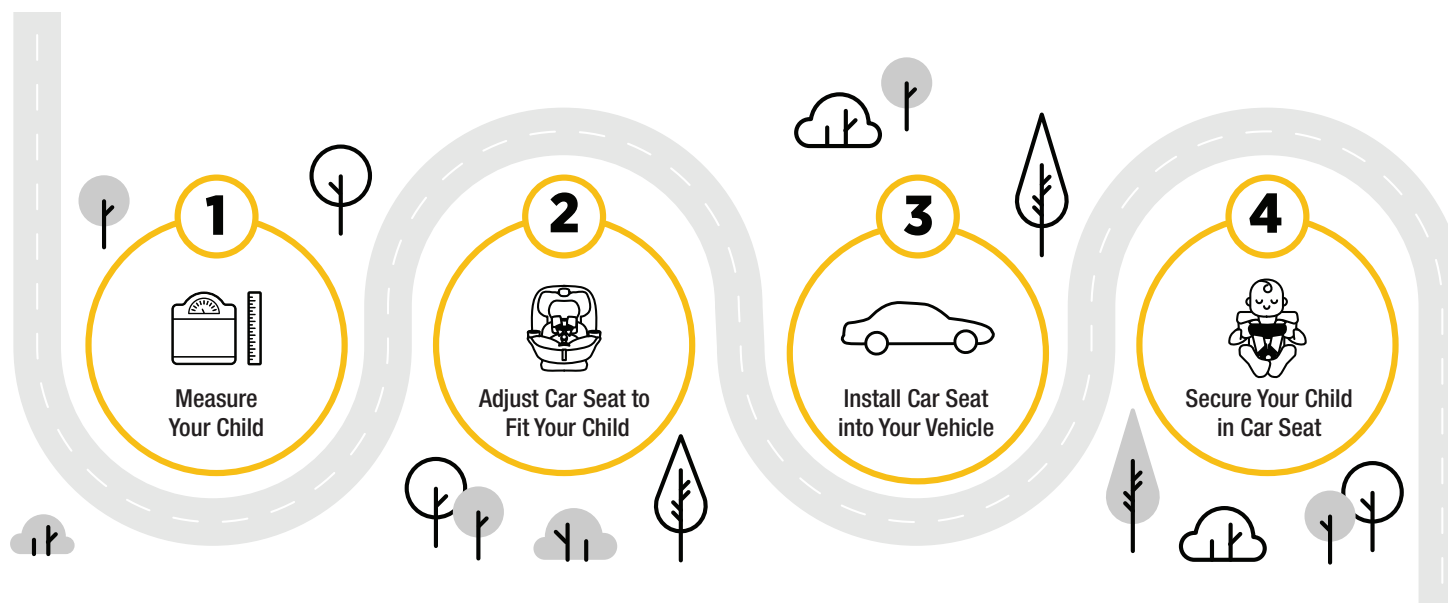 1
Measure
Your Child
2
Adjust Car Seat to
Fit Your Child
3
Install Car Seat
into Your Vehicle
4
Secure Your Child
in Car Seat